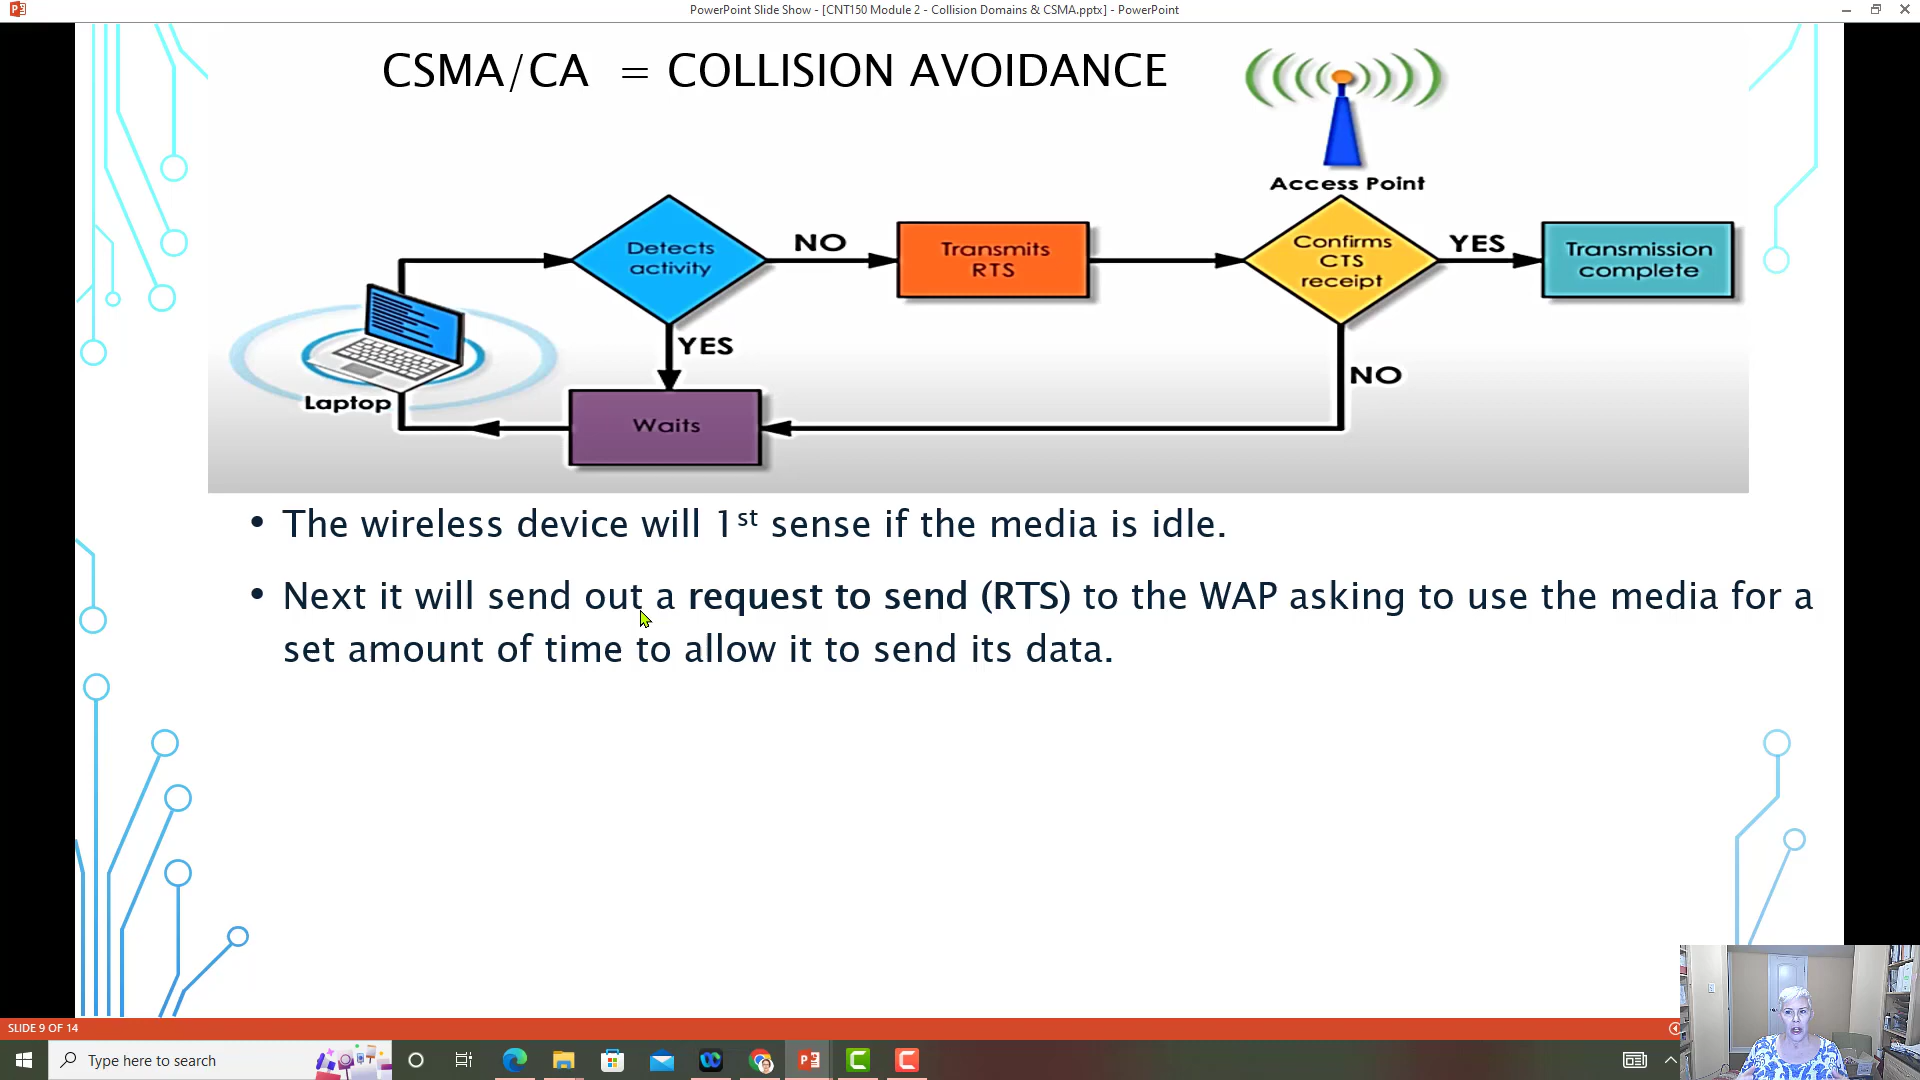 PowerPoint Slide Show - [CNT150 Module 2 - Collision Domains & CSMA.pptx] - PowerPoint
CSMA/CA = COLLISION AVOIDANCE
Access Point
Detects
activity
NO
Transmits
RTS
Confirms
CTS
receipt
YES
Transmission
complete
YES
NO
Laptop
Waits
• The wireless device will 1st sense if the media is idle.
• Next it will send out a request to send (RTS) to the WAP asking to use the media for a
set amount of time to allow it to send its data.
SLIDE 9 OF 14
Type here to search